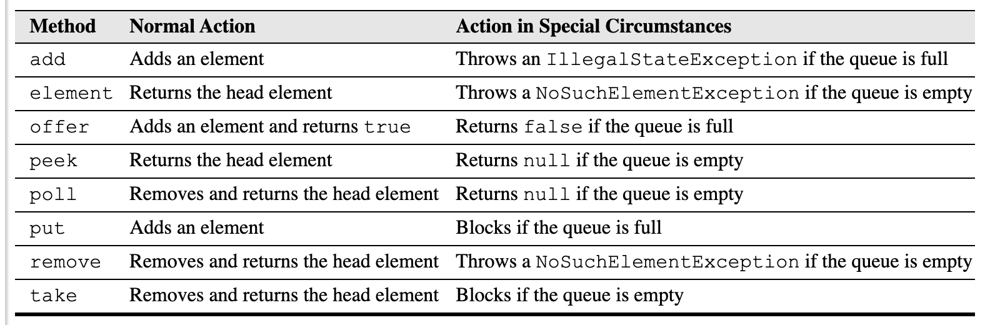 Method Normal Action Action in Special Circumstances
add Adds an element Throws an IllegalStateException if the queue is full
element Returns the head element Throws a NoSuchElementException if the queue is empty
offer Adds an element and returns true Returns false if the queue is full
peek Returns the head element Returns null if the queue is empty
poll Removes and returns the head element Returns null if the queue is empty
put Adds an element Blocks if the queue is full
remove Removes and returns the head element Throws a NoSuchElementException if the queue is empty
take Removes and returns the head element Blocks if the queue is empty